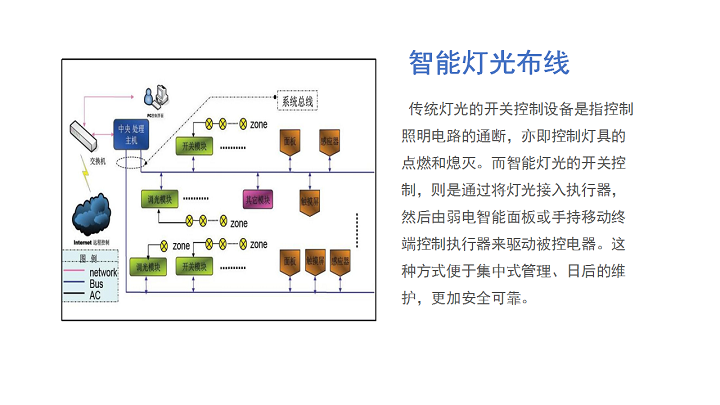 智能灯光布线
传统灯光的开关控制设备是指控制
照明电路的通断，亦即控制灯具的
点燃和熄灭。而智能灯光的开关控
制，则是通过将灯光接入执行器，
然后由弱电智能面板或手持移动终
端控制执行器来驱动被控电器。这
种方式便于集中式管理、日后的维
护，更加安全可靠。
系统总线
中央处理
主机
交换机
zone
开关模块
面板
感应器
调光模块
其它模块
触摸屏
zone
Internet 远程控制
zone
zone
调光模块
开关模块
面板
触摸屏
感应器
图 例
network
Bus
AC